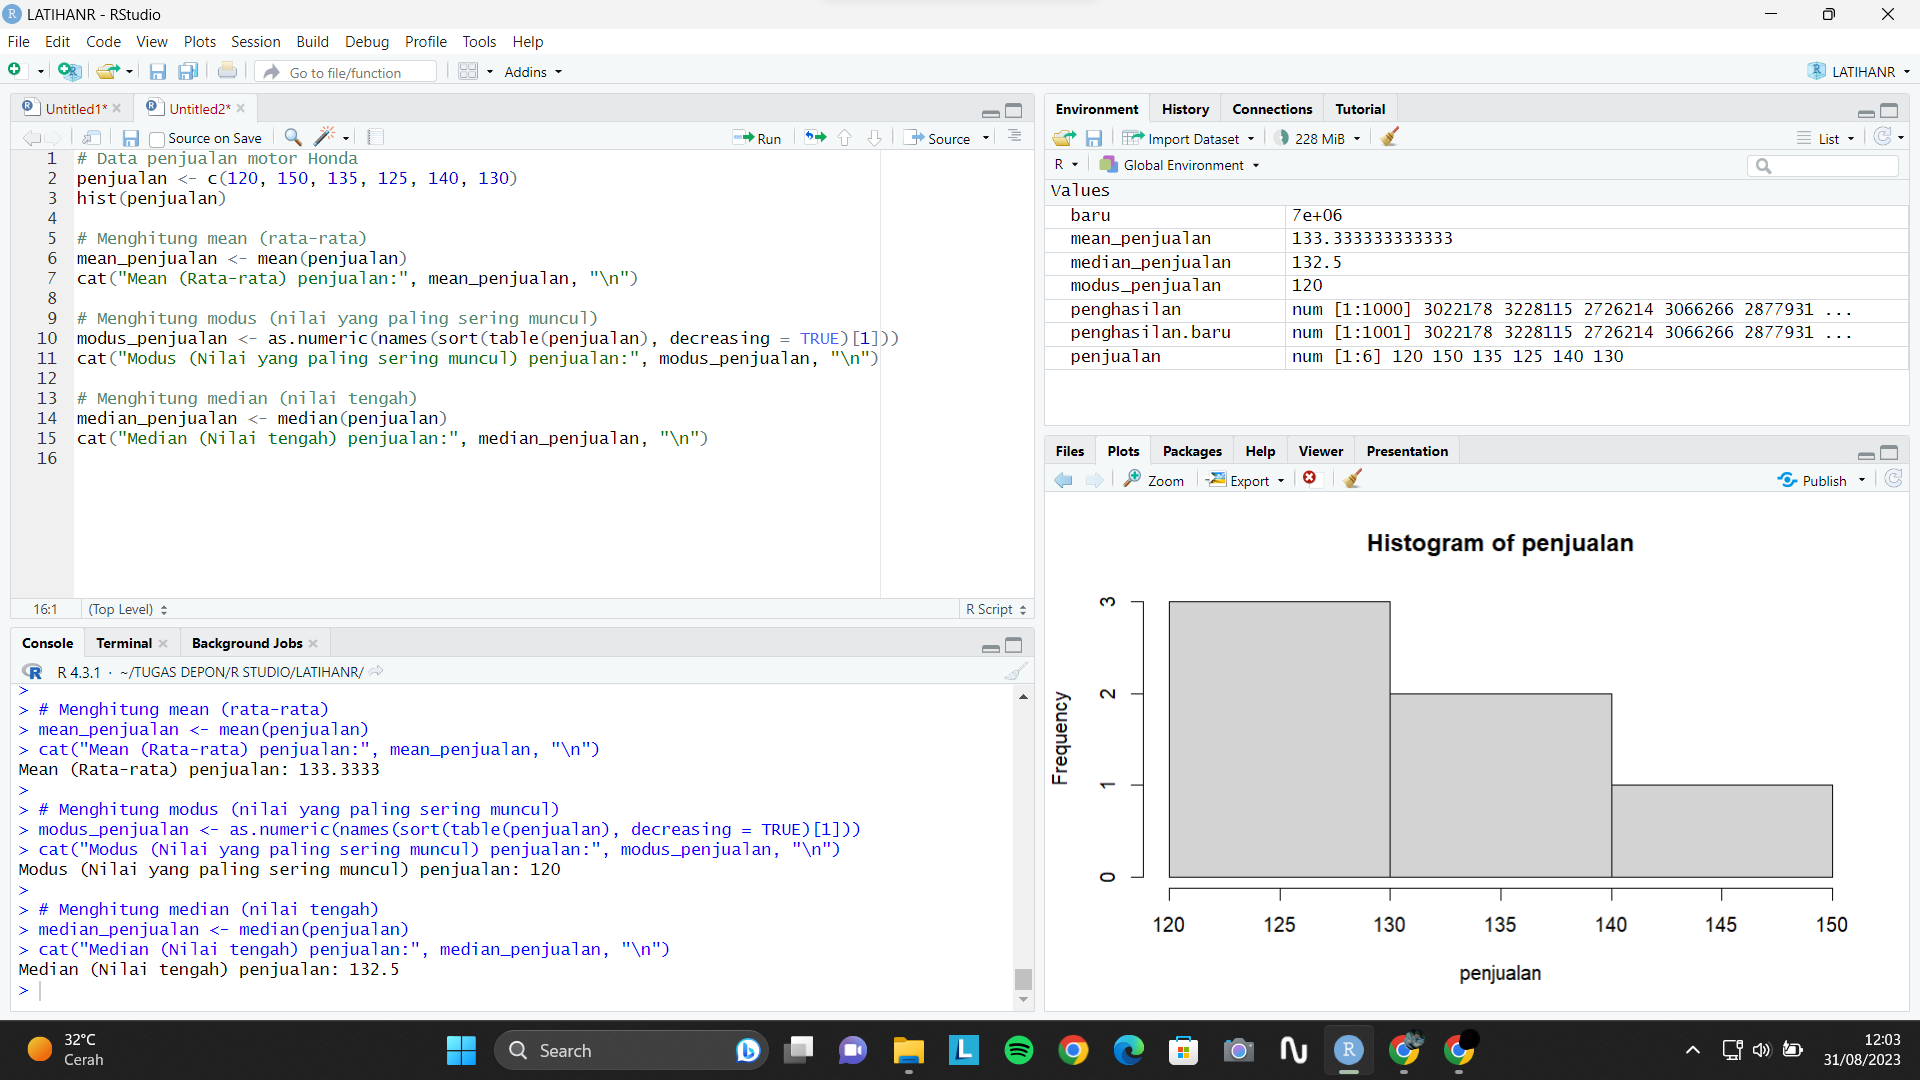 LATIHANR - RStudio
File Edit Code View Plots Session Build Debug Profile Tools Help
Go to file/function Addins LATIHANR
Untitled1* Untitled2*
Source on Save Run Source
1 # Data penjualan motor Honda
2 penjualan <- c(120, 150, 135, 125, 140, 130)
3 hist(penjualan)
4
5 # Menghitung mean (rata-rata)
6 mean_penjualan <- mean(penjualan)
7 cat("Mean (Rata-rata) penjualan:", mean_penjualan, "\n")
8
9 # Menghitung modus (nilai yang paling sering muncul)
10 modus_penjualan <- as.numeric(names(sort(table(penjualan), decreasing = TRUE)[1]))
11 cat("Modus (Nilai yang paling sering muncul) penjualan:", modus_penjualan, "\n")
12
13 # Menghitung median (nilai tengah)
14 median_penjualan <- median(penjualan)
15 cat("Median (Nilai tengah) penjualan:", median_penjualan, "\n")
16
16:1 (Top Level) R Script
Console Terminal Background Jobs
R 4.3.1 · ~/TUGAS DEPON/R STUDIO/LATIHANR/
>
> # Menghitung mean (rata-rata)
> mean_penjualan <- mean(penjualan)
> cat("Mean (Rata-rata) penjualan:", mean_penjualan, "\n")
Mean (Rata-rata) penjualan: 133.3333
>
> # Menghitung modus (nilai yang paling sering muncul)
> modus_penjualan <- as.numeric(names(sort(table(penjualan), decreasing = TRUE)[1]))
> cat("Modus (Nilai yang paling sering muncul) penjualan:", modus_penjualan, "\n")
Modus (Nilai yang paling sering muncul) penjualan: 120
>
> # Menghitung median (nilai tengah)
> median_penjualan <- median(penjualan)
> cat("Median (Nilai tengah) penjualan:", median_penjualan, "\n")
Median (Nilai tengah) penjualan: 132.5
>
Environment History Connections Tutorial
Import Dataset 228 MiB List
R Global Environment
Values
baru 7e+06
mean_penjualan 133.333333333333
median_penjualan 132.5
modus_penjualan 120
penghasilan num [1:1000] 3022178 3228115 2726214 3066266 2877931 ...
penghasilan.baru num [1:1001] 3022178 3228115 2726214 3066266 2877931 ...
penjualan num [1:6] 120 150 135 125 140 130
Files Plots Packages Help Viewer Presentation
Zoom Export Publish
Histogram of penjualan
Frequency
3
2
1
0
120 125 130 135 140 145 150
penjualan
32°C
Cerah
Search
12:03
31/08/2023